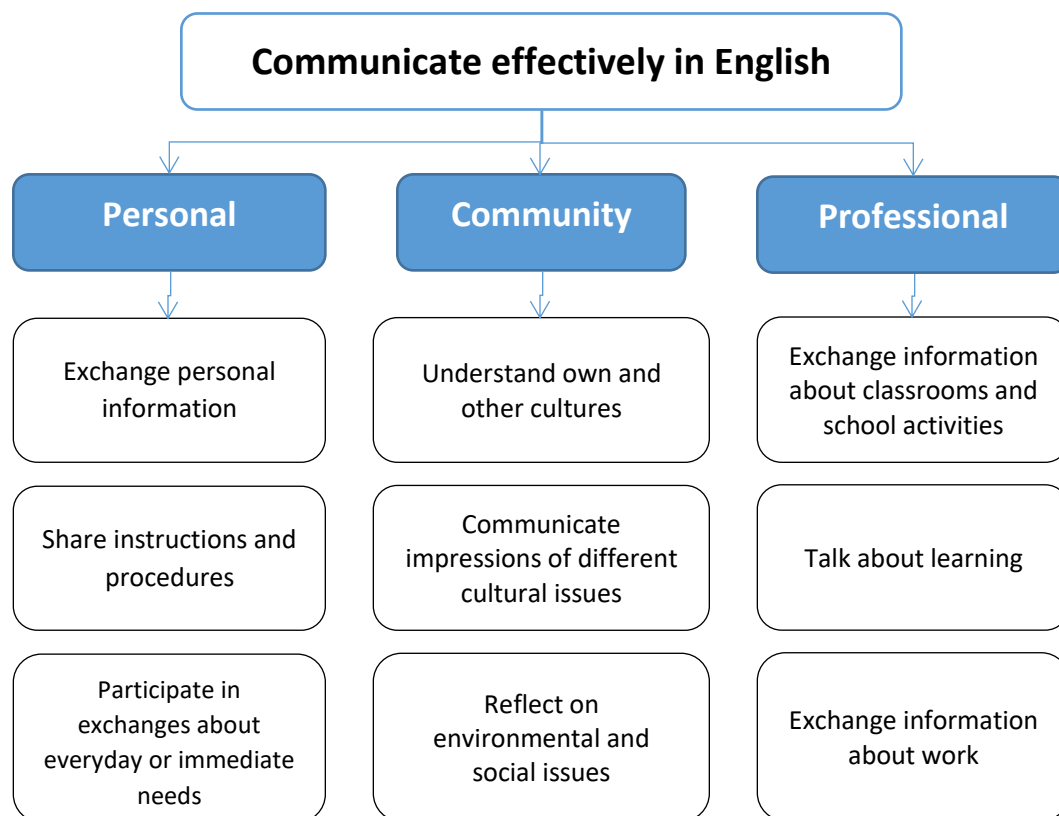 Communicate effectively in English
Personal
Community
Professional
Exchange personal
information
Understand own and
other cultures
Exchange information
about classrooms and
school activities
Share instructions and
procedures
Communicate
impressions of different
cultural issues
Talk about learning
Participate in
exchanges about
everyday or immediate
needs
Reflect on
environmental and
social issues
Exchange information
about work